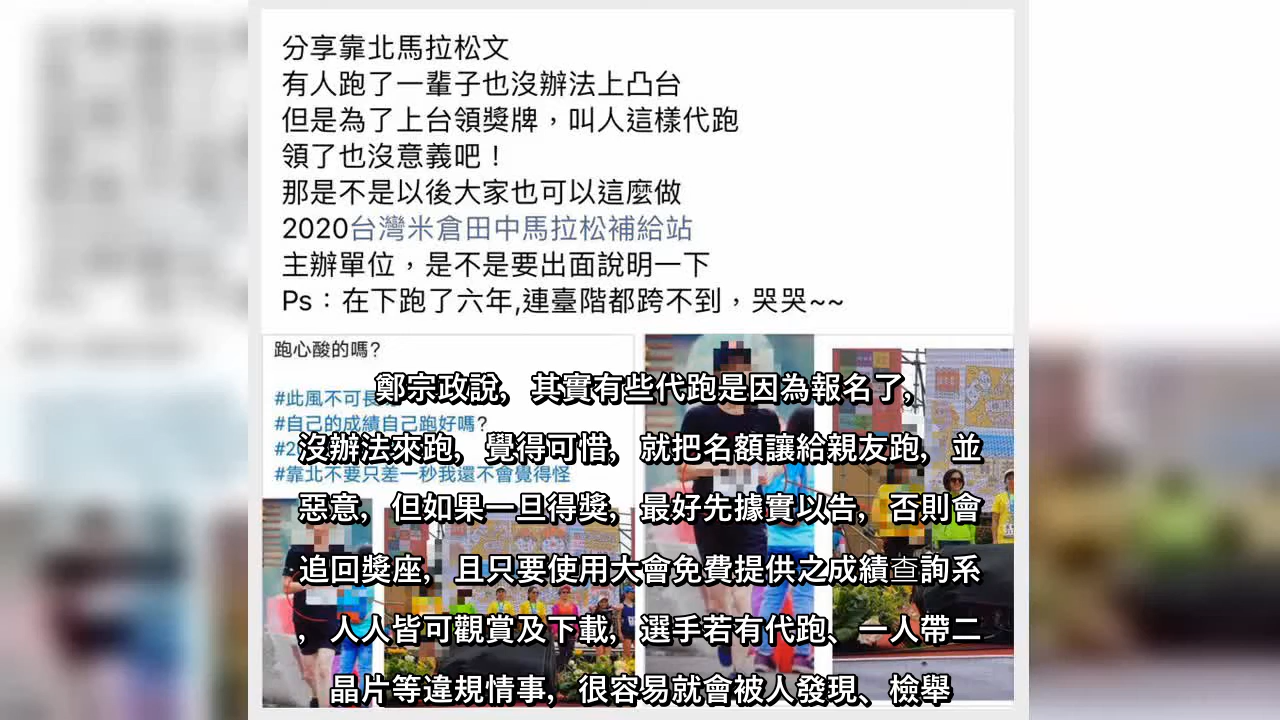 分享靠北馬拉松文
有人跑了一輩子也沒辦法上凸台
但是為了上台領獎牌，叫人這樣代跑
領了也沒意義吧！
那是不是以後大家也可以這麼做
2020台灣米倉田中馬拉松補給站
主辦單位，是不是要出面說明一下
Ps：在下跑了六年,連臺階都跨不到，哭哭~~
跑心酸的嗎?
#此風不可長
#自己的成績自己跑好嗎?
#2
#靠北不要只差一秒我還不會覺得怪
鄭宗政說，其實有些代跑是因為報名了，
沒辦法來跑，覺得可惜，就把名額讓給親友跑，並
惡意，但如果一旦得獎，最好先據實以告，否則會
追回獎座，且只要使用大會免費提供之成績查詢系
，人人皆可觀賞及下載，選手若有代跑、一人帶二
晶片等違規情事，很容易就會被人發現、檢舉